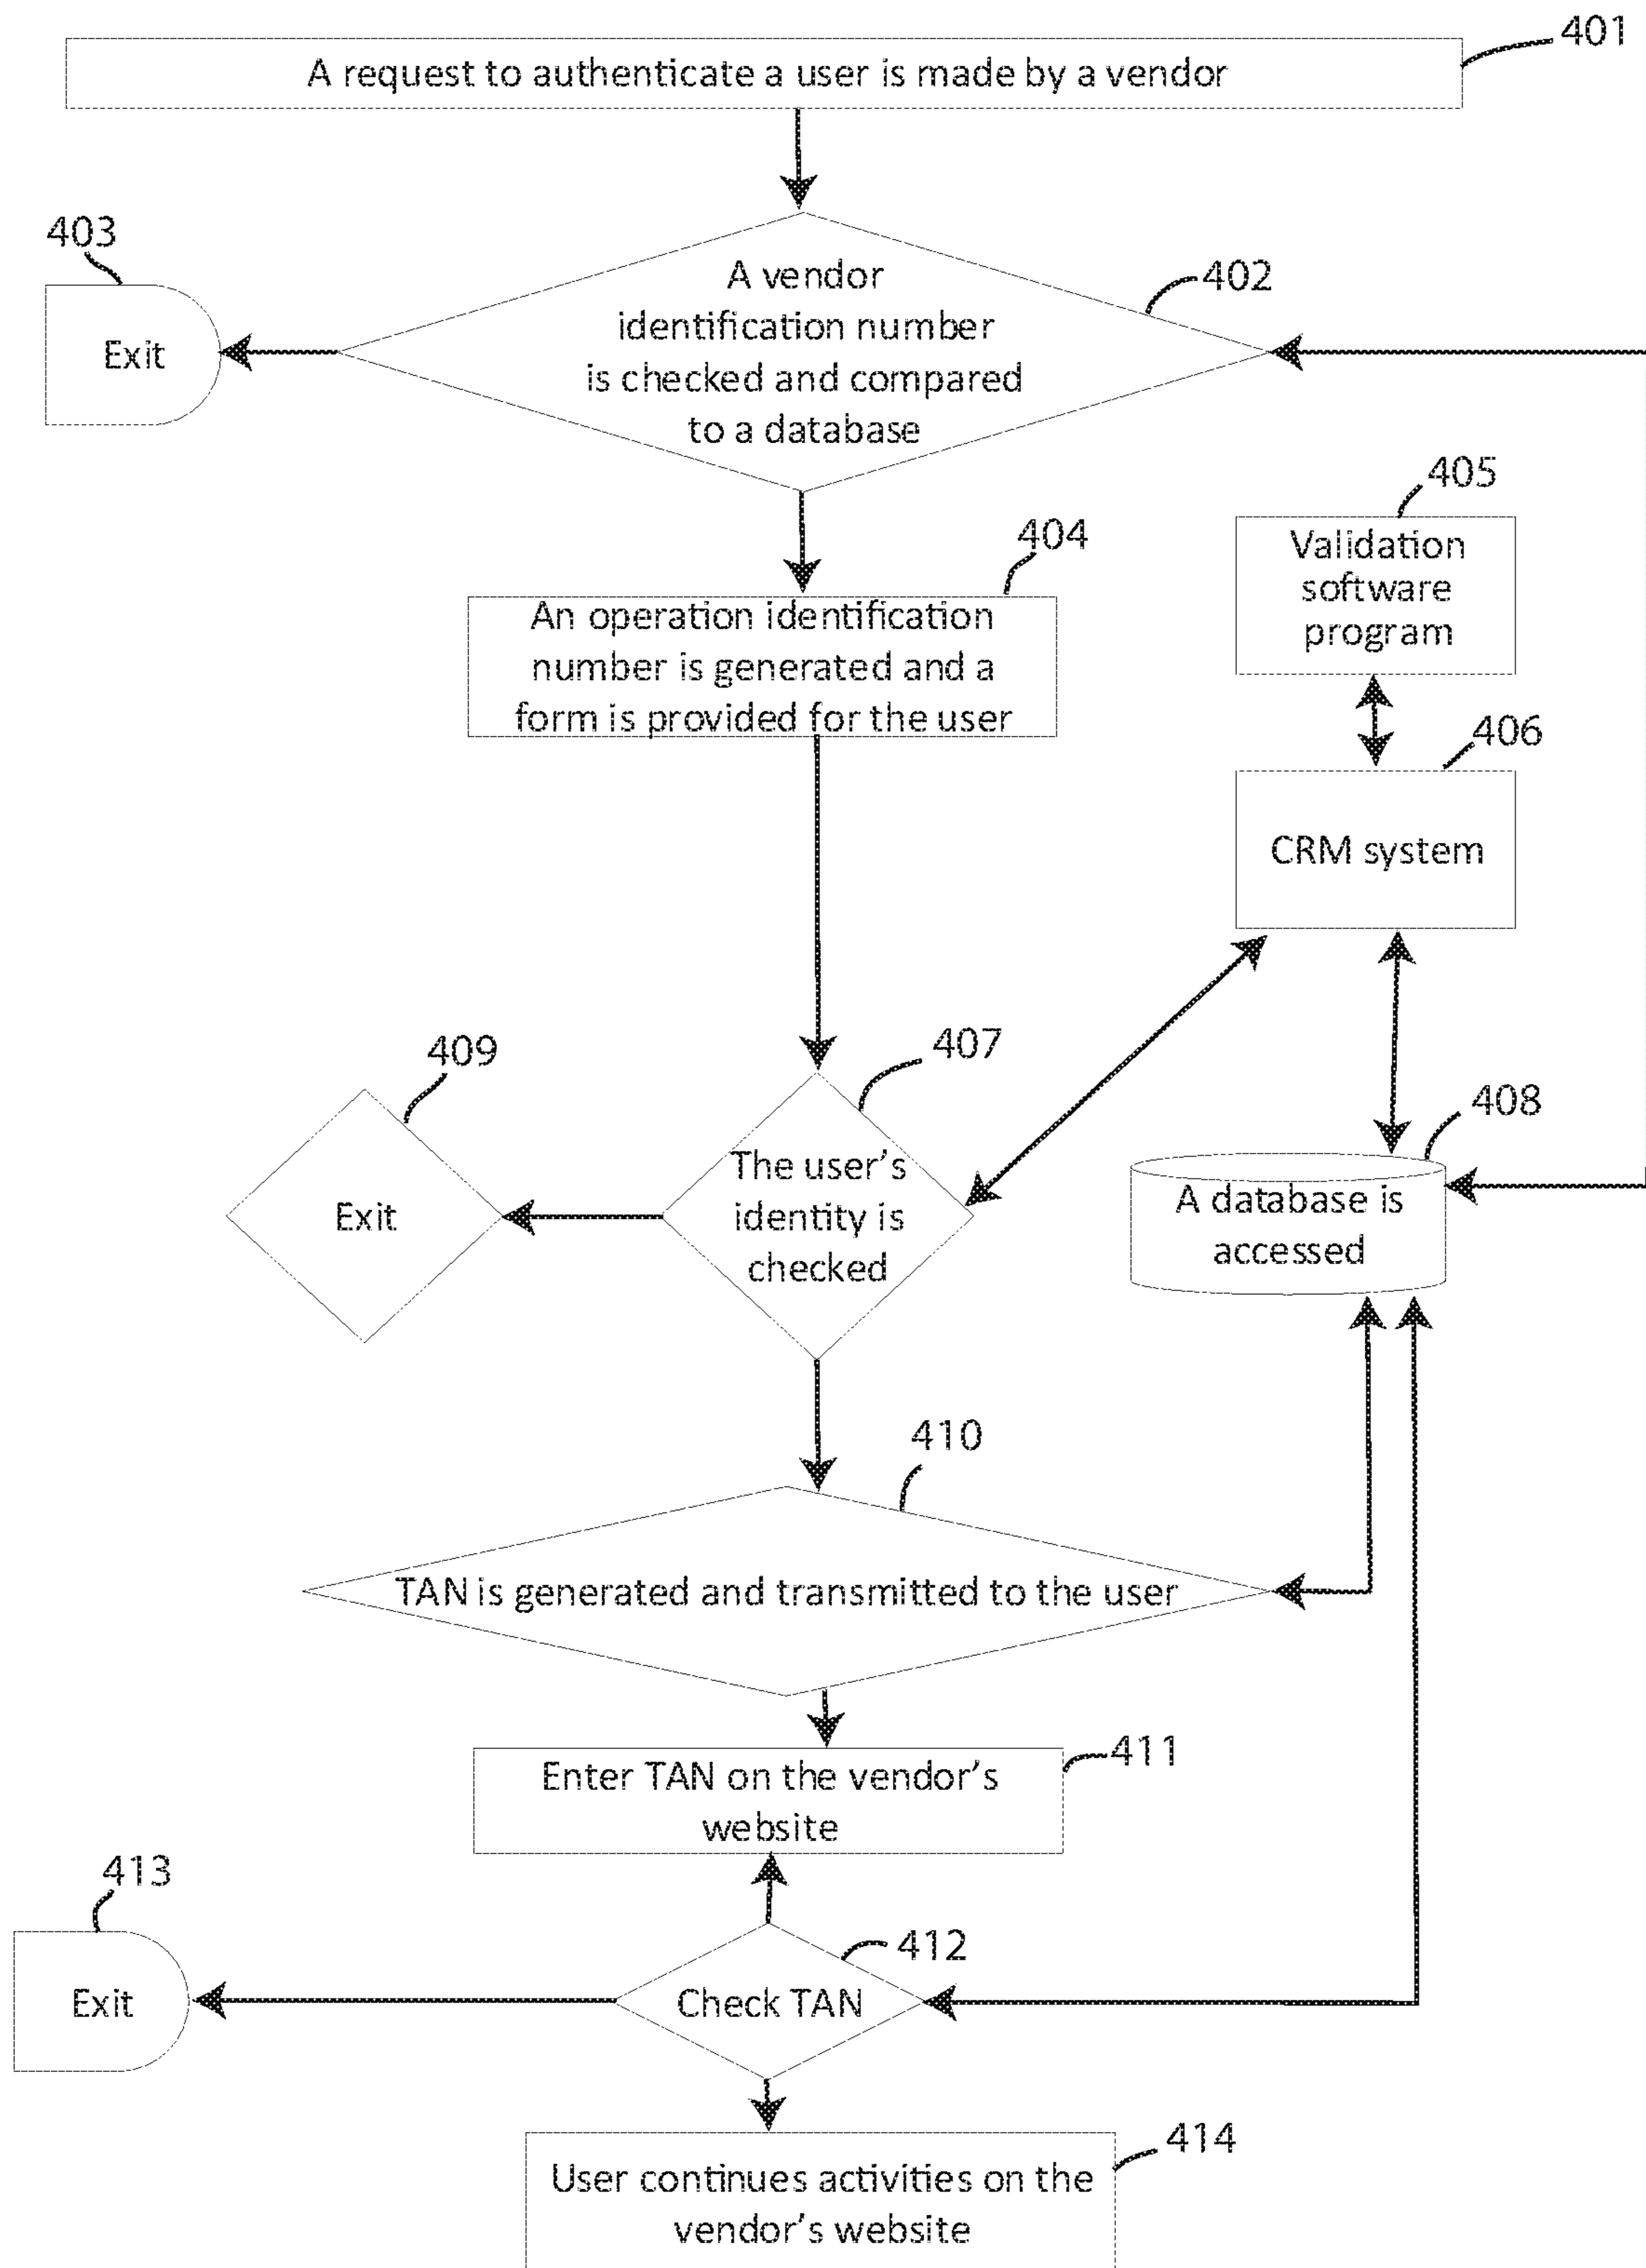 401
A request to authenticate a user is made by a vendor
403
Exit
402
A vendor
identification number
is checked and compared
to a database
404
An operation identification
number is generated and a
form is provided for the user
405
Validation
software
program
406
CRM system
407
The user's
identity is
checked
409
Exit
408
A database is
accessed
410
TAN is generated and transmitted to the user
411
Enter TAN on the vendor's
website
413
Exit
412
Check TAN
414
User continues activities on the
vendor's website